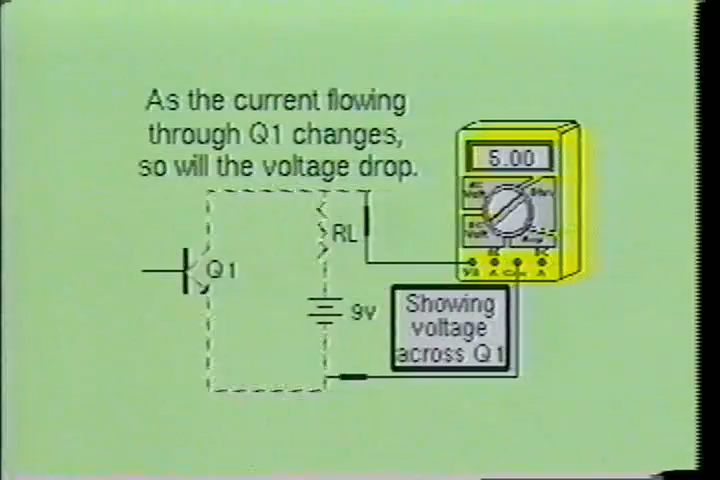 As the current flowing
through Q1 changes,
so will the voltage drop.
5.00
RL
Q1
9v
Showing
voltage
across Q1